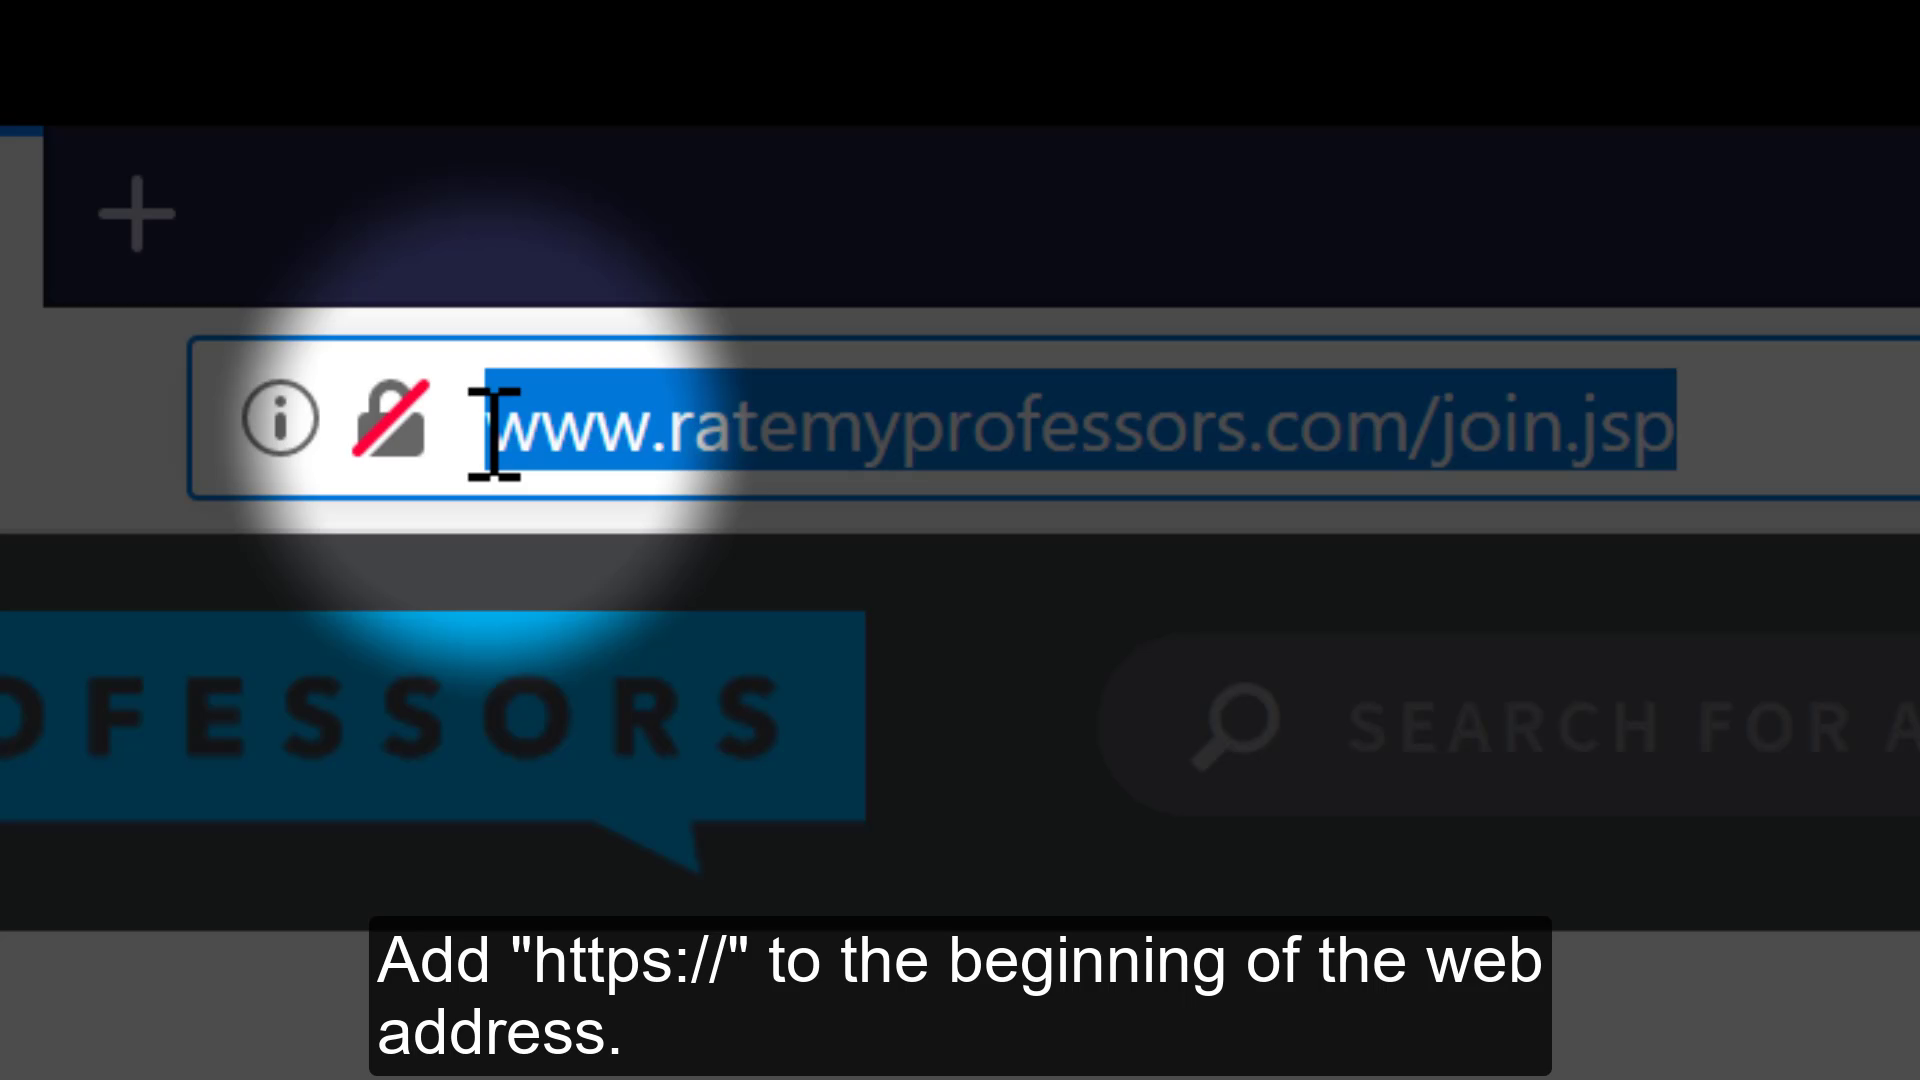 www.ratemyprofessors.com/join.jsp
OFESSORS
SEARCH FOR A
Add "https://" to the beginning of the web
address.